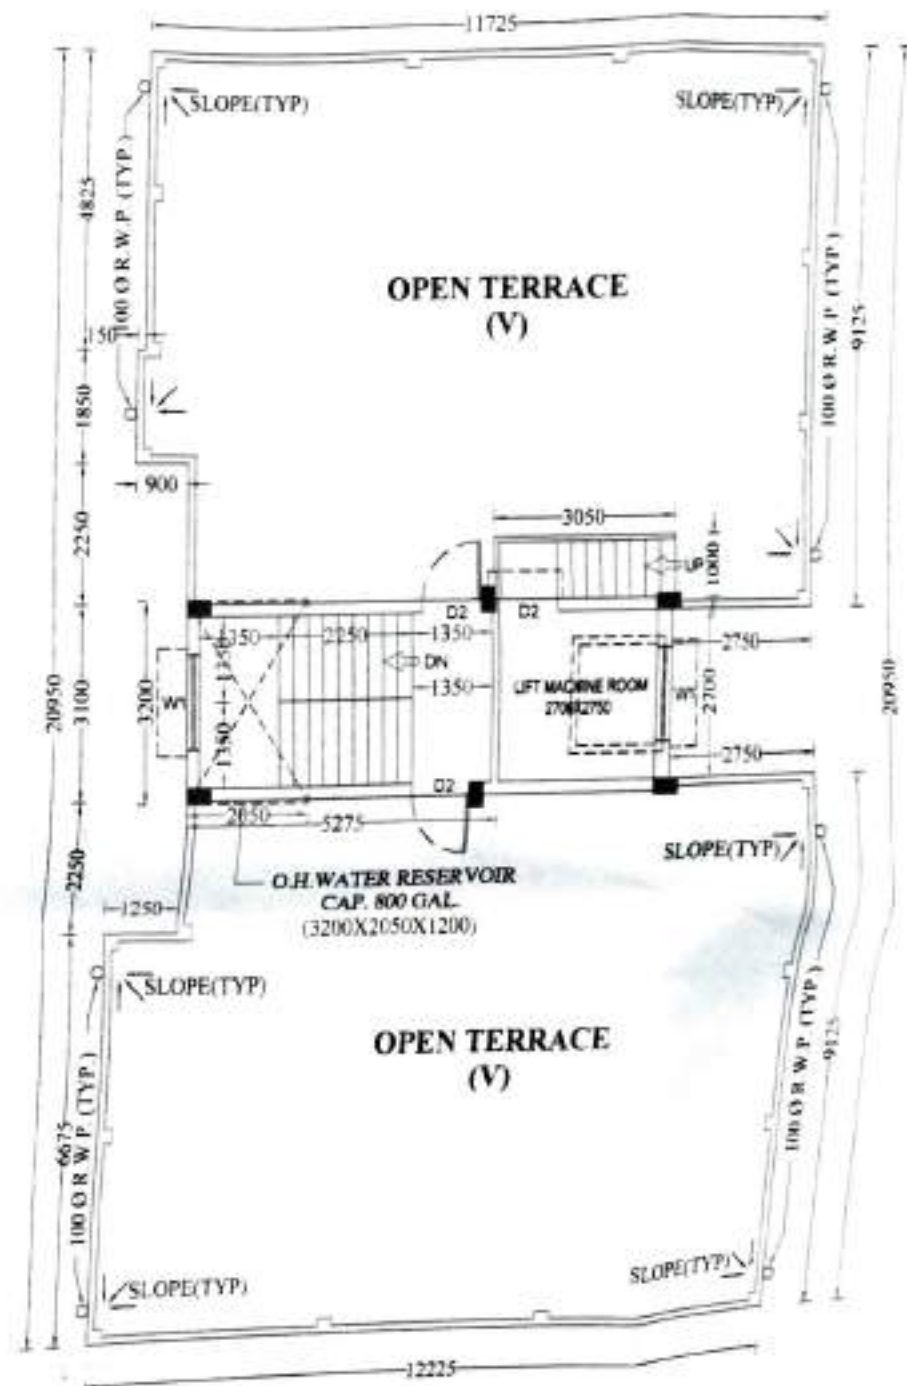 11725
SLOPE(TYP)
SLOPE(TYP)
4825
100 Ø R.W.P. (TYP.)
OPEN TERRACE
(V)
100 Ø R.W.P. (TYP.)
9125
150
1850
900
2250
3050
UP
1000
D2
D2
1350
2250
1350
2750
DN
1350
1350
LIFT MACHINE ROOM
2700X2750
W1
2700
W1
3200
3100
20950
20950
1350
2750
D2
2050
5275
SLOPE(TYP)
O.H. WATER RESERVOIR
CAP. 800 GAL.
(3200X2050X1200)
2250
1250
SLOPE(TYP)
OPEN TERRACE
(V)
100 Ø R.W.P. (TYP.)
9125
6675
100 Ø R.W.P. (TYP.)
SLOPE(TYP)
SLOPE(TYP)
12225